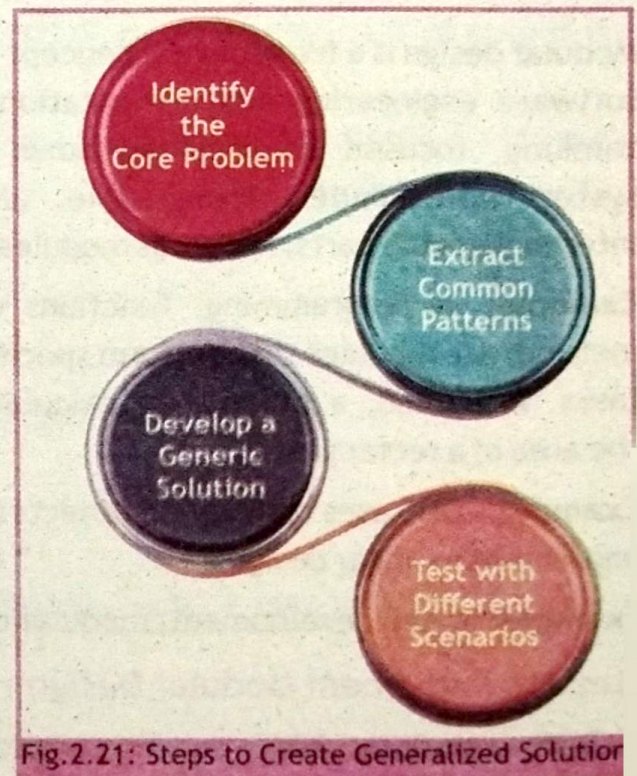 Identify
the
Core Problem
Extract
Common
Patterns
Develop a
Generic
Solution
Test with
Different
Scenarios
Fig.2.21: Steps to Create Generalized Solution